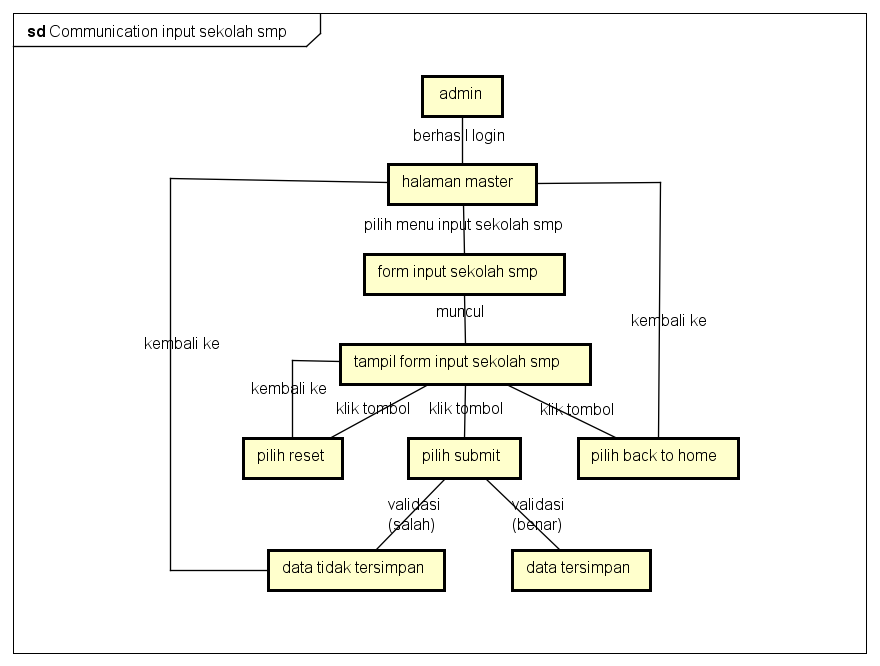 sd Communication input sekolah smp
admin
berhasil login
halaman master
pilih menu input sekolah smp
form input sekolah smp
muncul
kembali ke
kembali ke
tampil form input sekolah smp
kembali ke
klik tombol
klik tombol
klik tombol
pilih reset
pilih submit
pilih back to home
validasi
(salah)
validasi
(benar)
data tidak tersimpan
data tersimpan